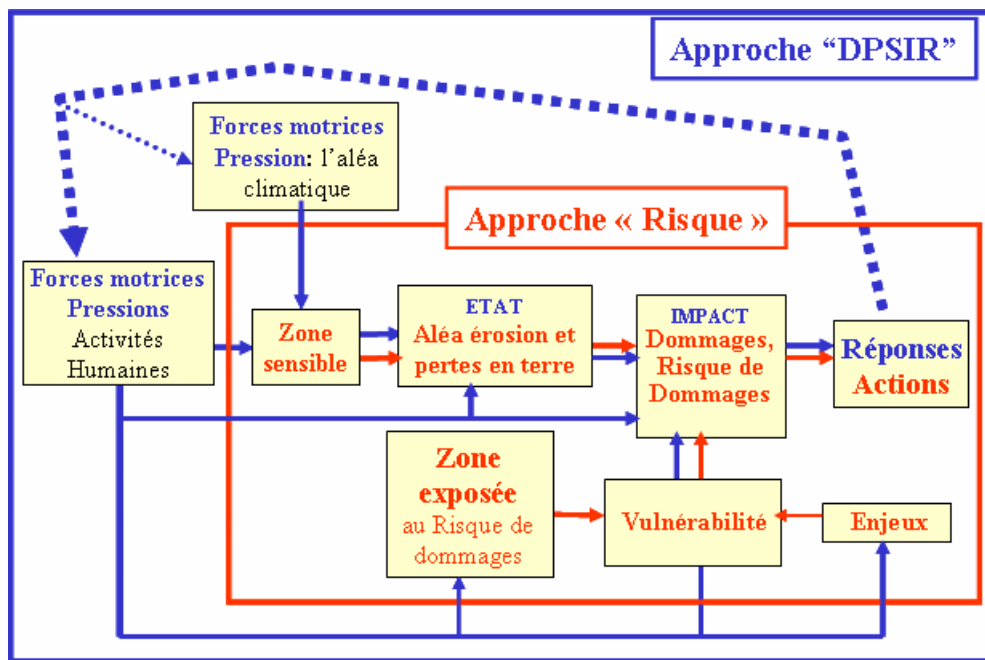 Approche “DPSIR”
Forces motrices
Pression: l’aléa
climatique
Approche « Risque »
Forces motrices
Pressions
Activités
Humaines
Zone
sensible
ETAT
Aléa érosion et
pertes en terre
IMPACT
Dommages,
Risque de
Dommages
Réponses
Actions
Zone
exposée
au Risque de
dommages
Vulnérabilité
Enjeux